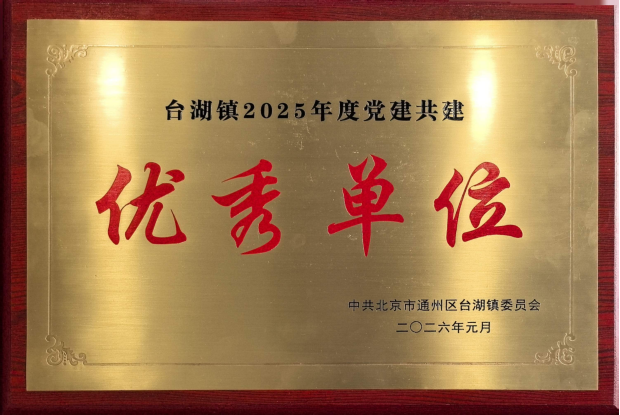 台湖镇2025年度党建共建
优秀单位
中共北京市通州区台湖镇委员会
二〇二六年元月